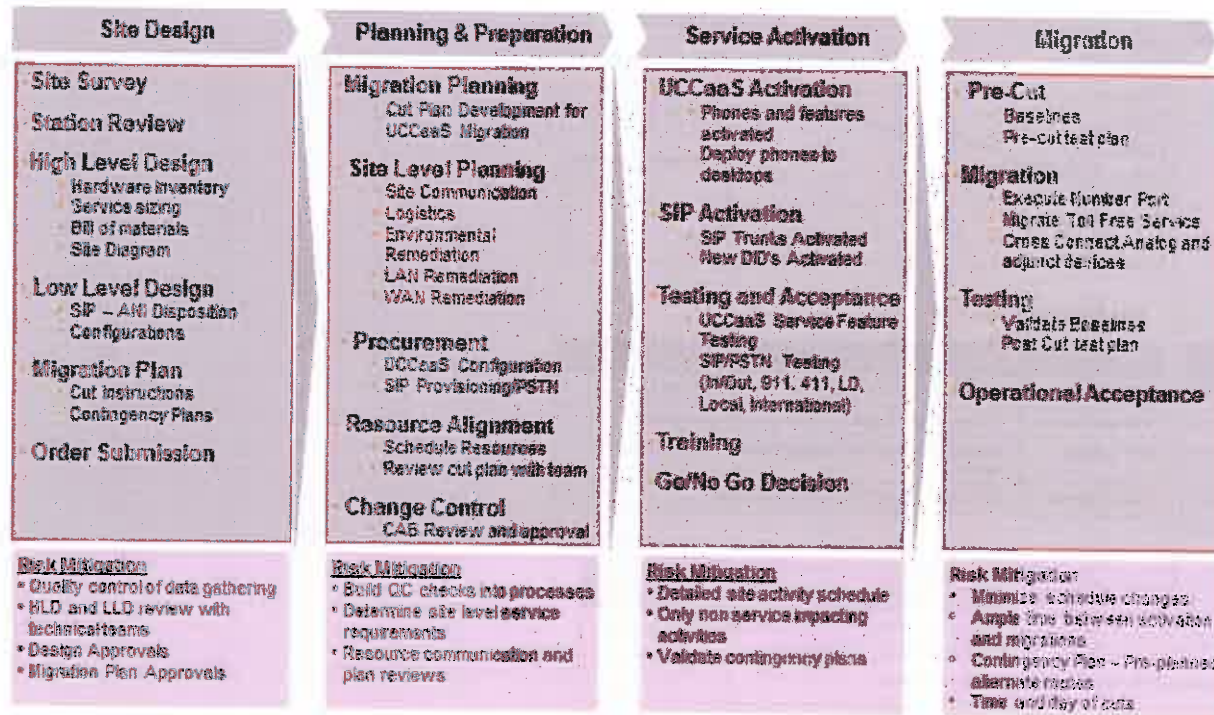 Site Design
Site Survey
Station Review
High Level Design
Hardware Inventory
Service sizing
Bill of materials
Site Diagram
Low Level Design
SIP – ANI Disposition
Configurations
Migration Plan
Cut Instructions
Contingency Plans
Order Submission
Risk Mitigation
• Quality control of data gathering
• HLD and LLD review with
technical teams
• Design Approvals
• Migration Plan Approvals
Planning & Preparation
Migration Planning
Cut Plan Development for
UCCaaS Migration
Site Level Planning
Site Communication
Logistics
Environmental
Remediation
LAN Remediation
WAN Remediation
Procurement
UCCaaS Configuration
SIP Provisioning/PSTN
Resource Alignment
Schedule Resources
Review cut plan with team
Change Control
CAB Review and approval
Risk Mitigation
• Build QC checks into processes
• Determine site level service
requirements
• Resource communication and
plan reviews
Service Activation
UCCaaS Activation
Phones and features
activated
Deploy phones to
desktops
SIP Activation
SIP Trunks Activated
New DID's Activated
Testing and Acceptance
UCCaaS Service Feature
Testing
SIP/PSTN Testing
(In/Out, 911, 411, LD,
Local, International)
Training
Go/No Go Decision
Risk Mitigation
• Detailed site activity schedule
• Only non service impacting
activities
• Validate contingency plans
Migration
Pre-Cut
Baselines
Pre-cut test plan
Migration
Execute Number Port
Migrate Toll Free Service
Cross Connect Analog and
adjunct devices
Testing
Validate Baselines
Post Cut test plan
Operational Acceptance
Risk Mitigation
• Minimize schedule changes
• Ample time between activation
and migrations
• Contingency Plan – Pre-planned
alternate routes
• Time and day of cuts